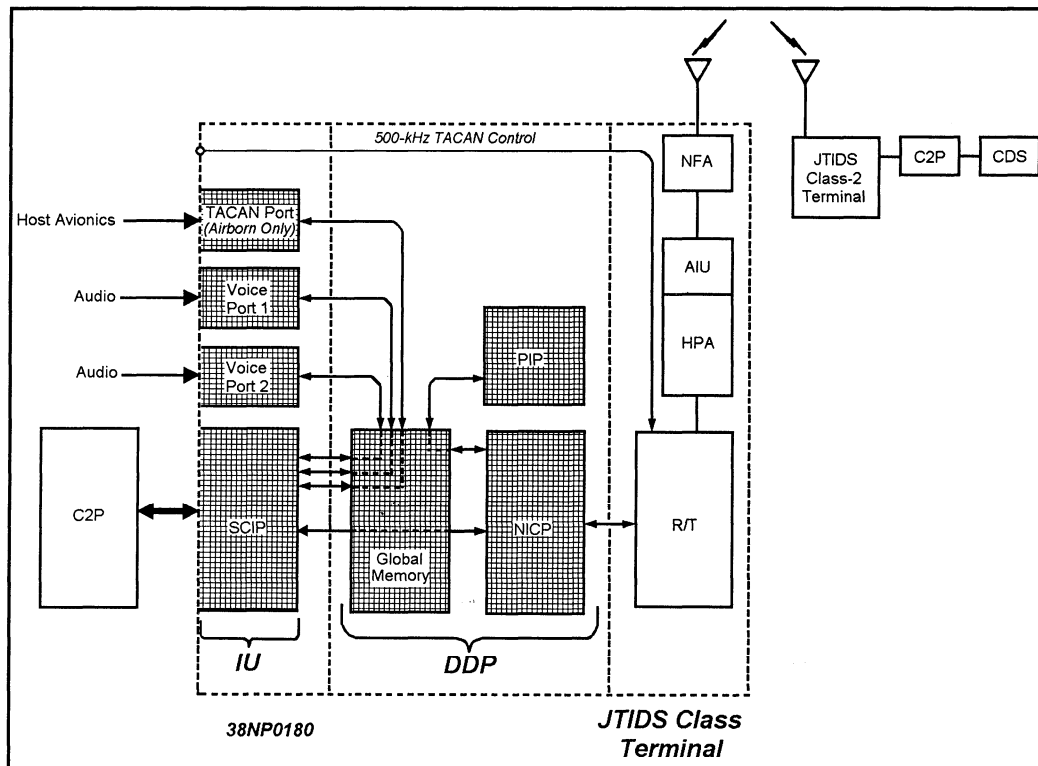 500-kHz TACAN Control
NFA
JTIDS
Class-2
Terminal
C2P
CDS
Host Avionics
TACAN Port
(Airborn Only)
AIU
Audio
Voice
Port 1
HPA
PIP
Audio
Voice
Port 2
C2P
SCIP
Global
Memory
NICP
R/T
IU
DDP
38NP0180
JTIDS Class
Terminal